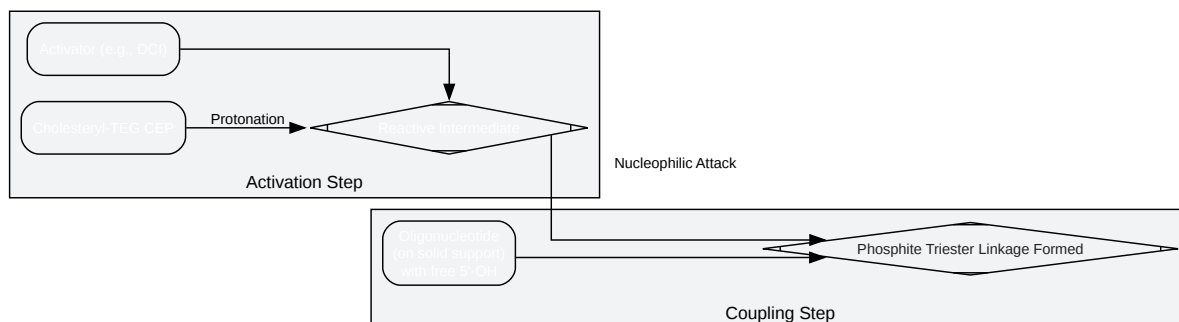 Activator (e.g., DCI)
Cholesteryl-TEG CEP
Protonation
Reactive Intermediate
Activation Step
Nucleophilic Attack
Oligonucleotide
(on solid support)
with free 5'-OH
Phosphite Triester Linkage Formed
Coupling Step